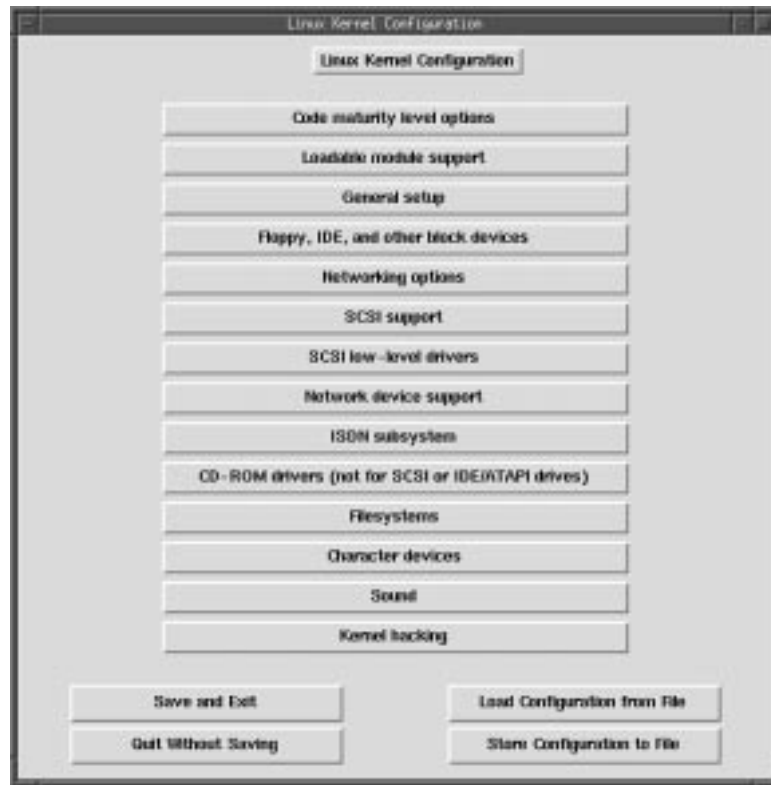 Linux Kernel Configuration
Linux Kernel Configuration
Code maturity level options
Loadable module support
General setup
Floppy, IDE, and other block devices
Networking options
SCSI support
SCSI low-level drivers
Network device support
ISDN subsystem
CD-ROM drivers (not for SCSI or IDE/ATAPI drives)
Filesystems
Character devices
Sound
Kernel hacking
Save and Exit
Load Configuration from File
Quit Without Saving
Store Configuration to File